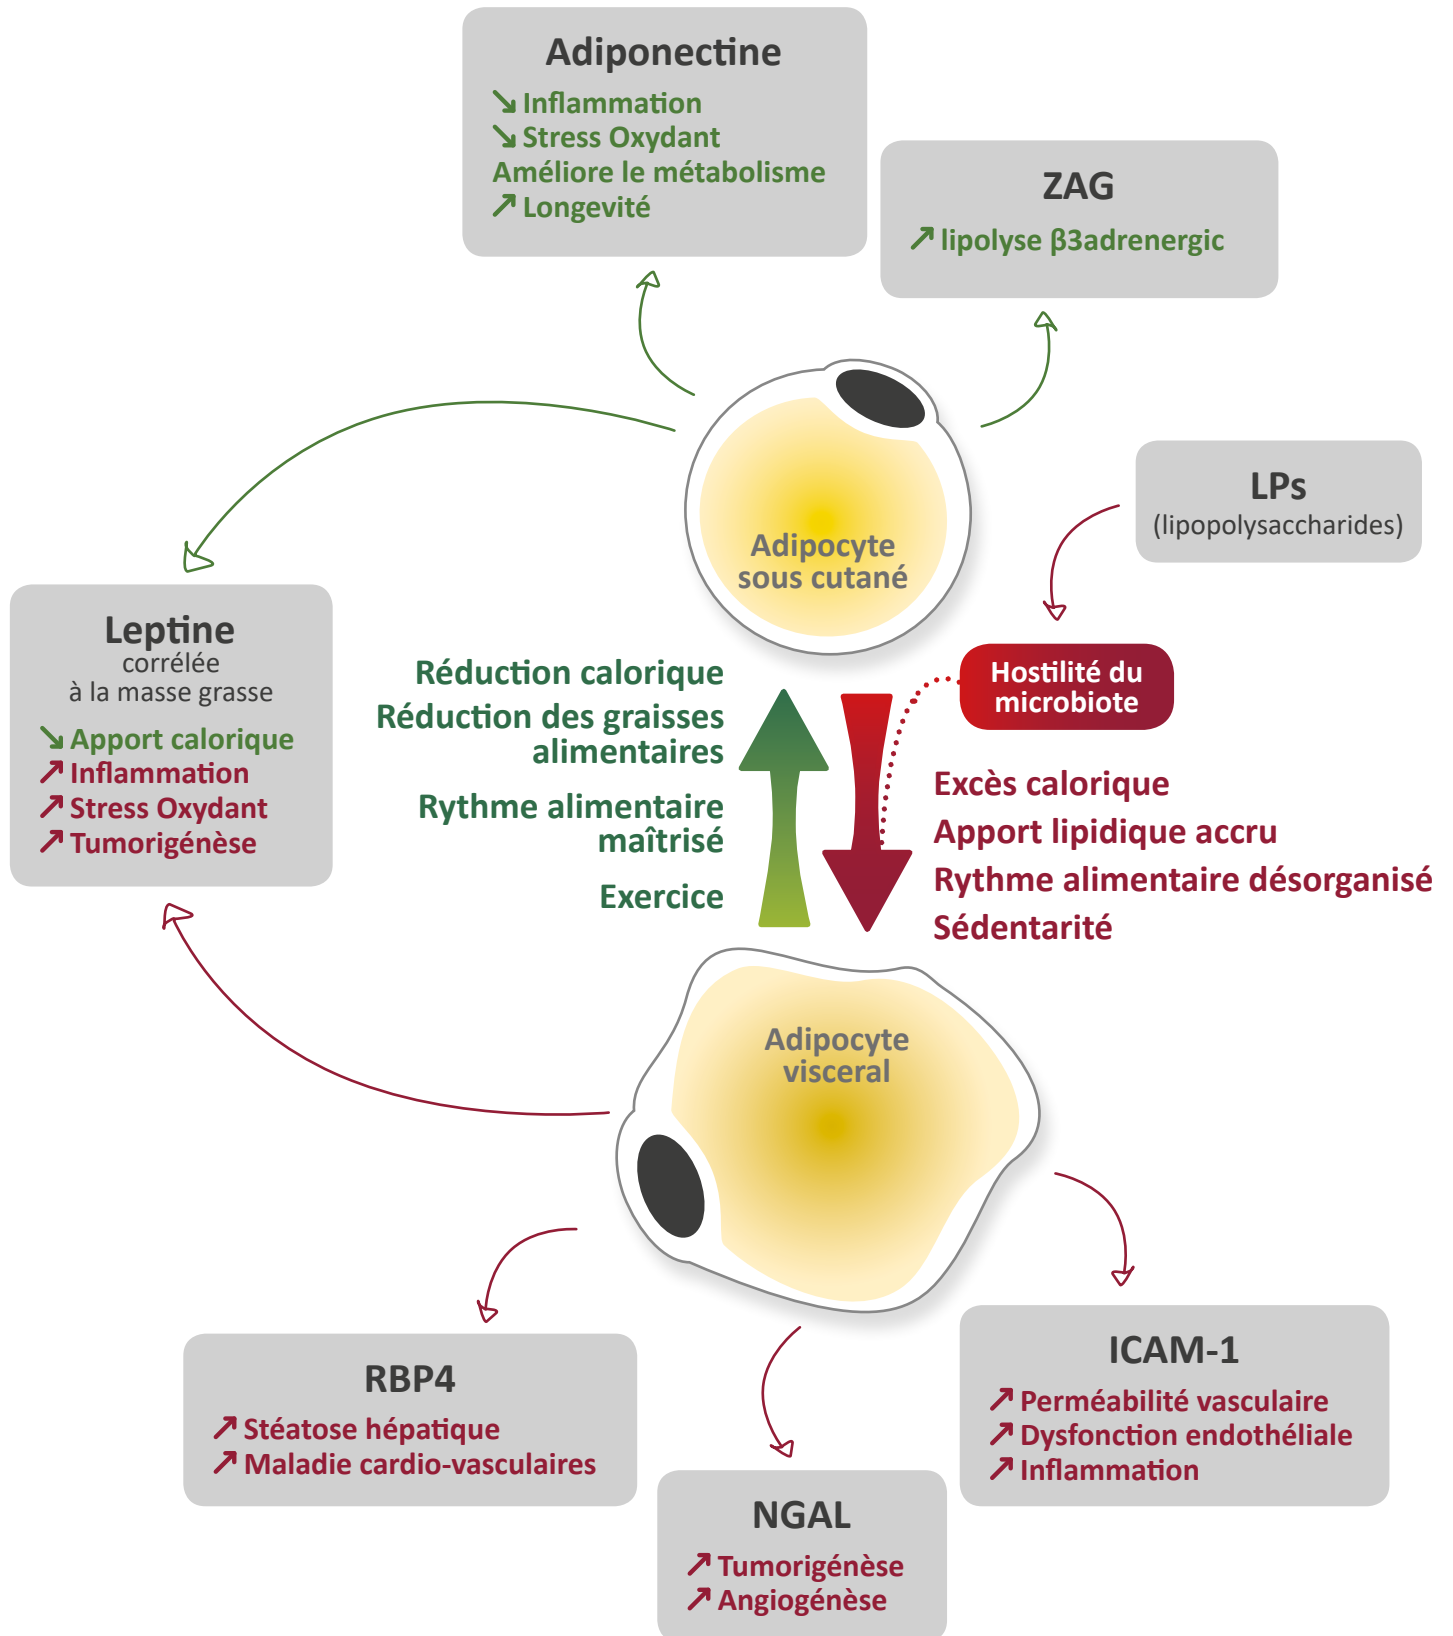 Adiponectine
↘ Inflammation
↘ Stress Oxydant
Améliore le métabolisme
↗ Longevité
ZAG
↗ lipolyse β3adrenergic
LPs
(lipopolysaccharides)
Adipocyte
sous cutané
Leptine
corrélée
à la masse grasse
↘ Apport calorique
↗ Inflammation
↗ Stress Oxydant
↗ Tumorigénèse
Réduction calorique
Réduction des graisses
alimentaires
Rythme alimentaire
maîtrisé
Exercice
Hostilité du
microbiote
Excès calorique
Apport lipidique accru
Rythme alimentaire désorganisé
Sédentarité
Adipocyte
visceral
RBP4
↗ Stéatose hépatique
↗ Maladie cardio-vasculaires
NGAL
↗ Tumorigénèse
↗ Angiogénèse
ICAM-1
↗ Perméabilité vasculaire
↗ Dysfonction endothéliale
↗ Inflammation